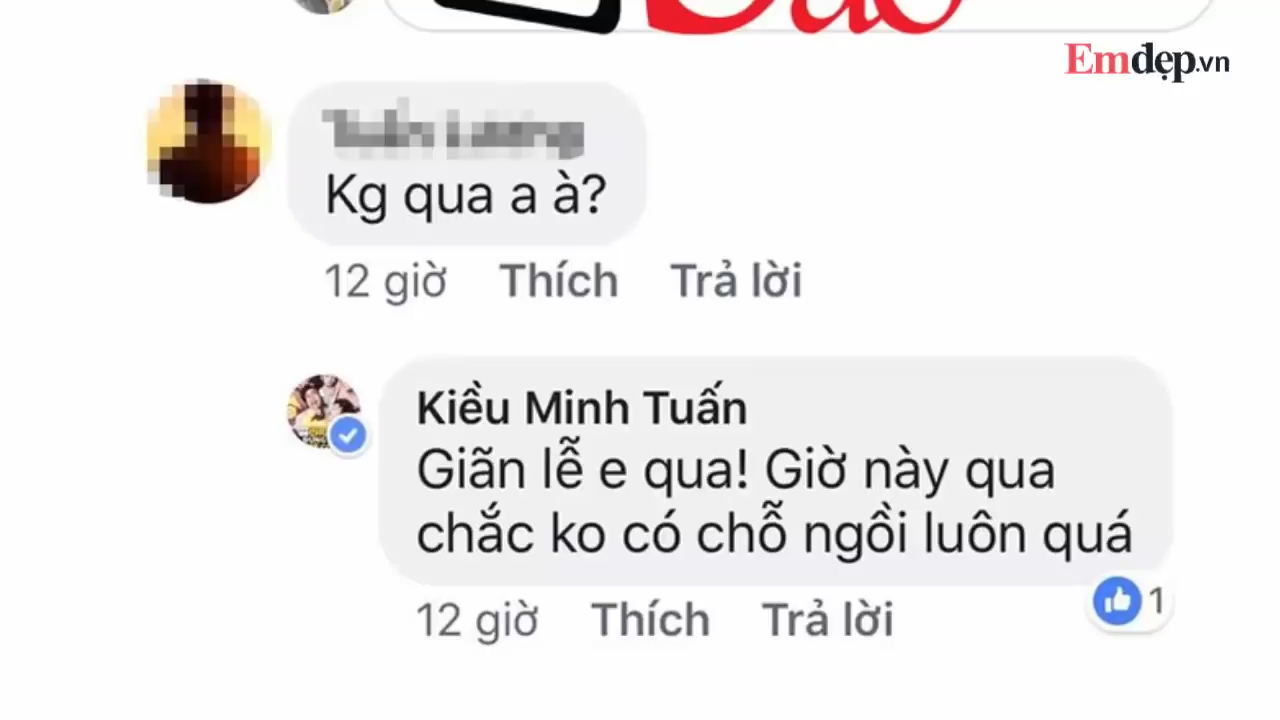 Emdẹp.vn
Kg qua a à?
12 giờ Thích Trả lời
Kiều Minh Tuấn
Giãn lễ e qua! Giờ này qua
chắc ko có chỗ ngồi luôn quá
12 giờ Thích Trả lời
1